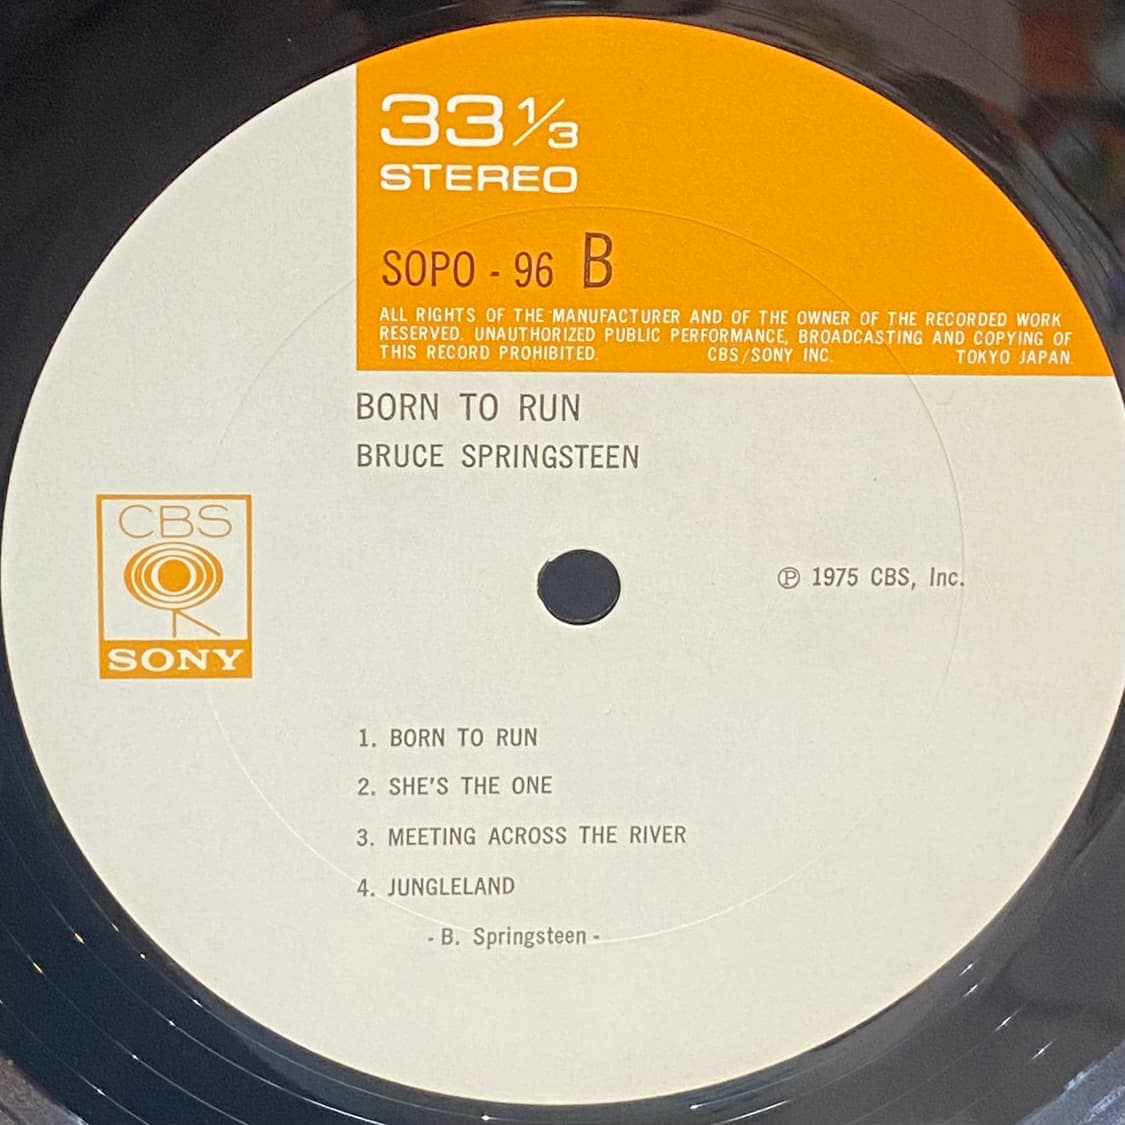 33 1/3
STEREO
SOPO - 96 B
ALL RIGHTS OF THE MANUFACTURER AND OF THE OWNER OF THE RECORDED WORK
RESERVED. UNAUTHORIZED PUBLIC PERFORMANCE, BROADCASTING AND COPYING OF
THIS RECORD PROHIBITED. CBS/SONY INC. TOKYO JAPAN.
BORN TO RUN
BRUCE SPRINGSTEEN
CBS
SONY
℗ 1975 CBS, Inc.
1. BORN TO RUN
2. SHE'S THE ONE
3. MEETING ACROSS THE RIVER
4. JUNGLELAND
- B. Springsteen -